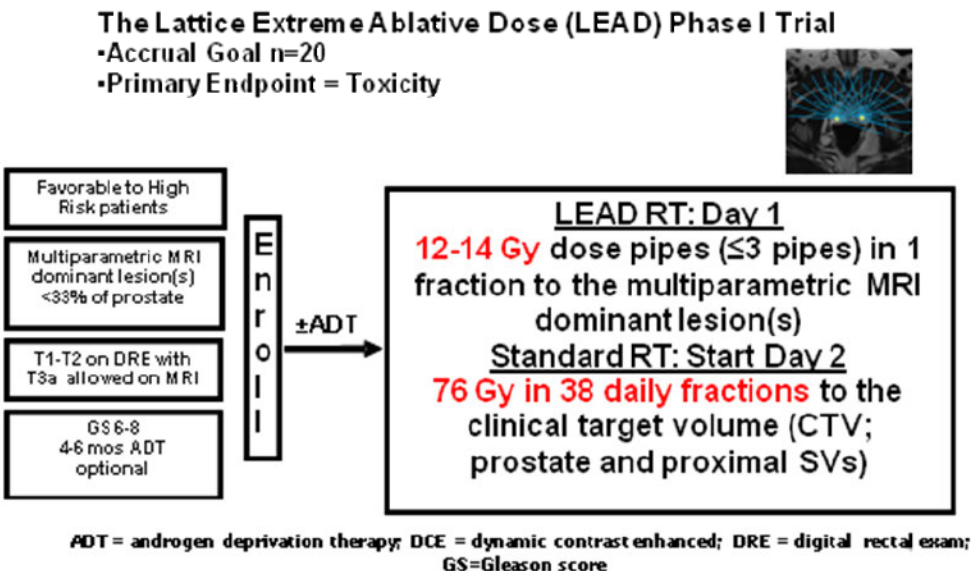 The Lattice Extreme Ablative Dose (LEAD) Phase I Trial
▪Accrual Goal n=20
▪Primary Endpoint = Toxicity
Favorable to High
Risk patients
Multiparametric MRI
dominant lesion(s)
<33% of prostate
T1-T2 on DRE with
T3a allowed on MRI
GS 6-8
4-6 mos ADT
optional
Enroll
±ADT
LEAD RT: Day 1
12-14 Gy dose pipes (≤3 pipes) in 1
fraction to the multiparametric MRI
dominant lesion(s)
Standard RT: Start Day 2
76 Gy in 38 daily fractions to the
clinical target volume (CTV;
prostate and proximal SVs)
ADT = androgen deprivation therapy; DCE = dynamic contrast enhanced; DRE = digital rectal exam;
GS=Gleason score